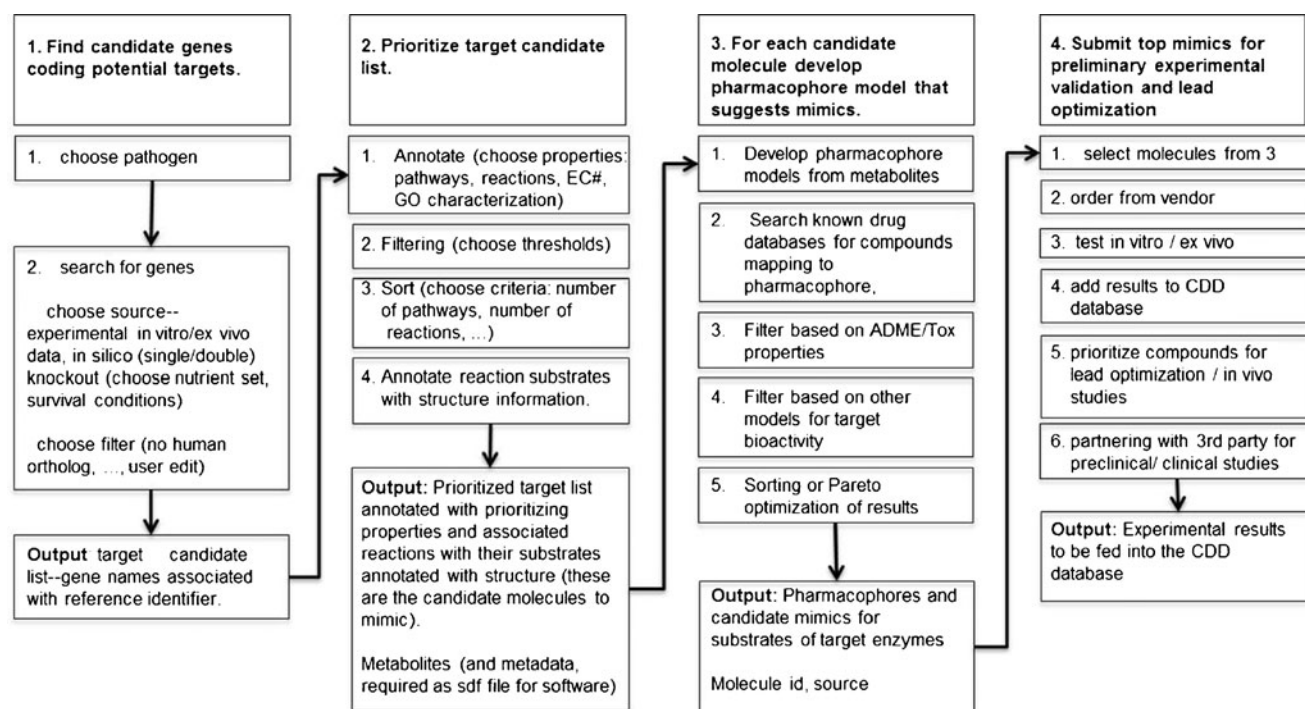 1. Find candidate genes
coding potential targets.
1. choose pathogen
2. search for genes
choose source--
experimental in vitro/ex vivo
data, in silico (single/double)
knockout (choose nutrient set,
survival conditions)
choose filter (no human
ortholog, ..., user edit)
Output target candidate
list--gene names associated
with reference identifier.
2. Prioritize target candidate
list.
1. Annotate (choose properties:
pathways, reactions, EC#,
GO characterization)
2. Filtering (choose thresholds)
3. Sort (choose criteria: number
of pathways, number of
reactions, ...)
4. Annotate reaction substrates
with structure information.
Output: Prioritized target list
annotated with prioritizing
properties and associated
reactions with their substrates
annotated with structure (these
are the candidate molecules to
mimic).
Metabolites (and metadata,
required as sdf file for software)
3. For each candidate
molecule develop
pharmacophore model that
suggests mimics.
1. Develop pharmacophore
models from metabolites
2. Search known drug
databases for compounds
mapping to
pharmacophore,
3. Filter based on ADME/Tox
properties
4. Filter based on other
models for target
bioactivity
5. Sorting or Pareto
optimization of results
Output: Pharmacophores and
candidate mimics for
substrates of target enzymes
Molecule id, source
4. Submit top mimics for
preliminary experimental
validation and lead
optimization
1. select molecules from 3
2. order from vendor
3. test in vitro / ex vivo
4. add results to CDD
database
5. prioritize compounds for
lead optimization / in vivo
studies
6. partnering with 3rd party for
preclinical/ clinical studies
Output: Experimental results
to be fed into the CDD
database